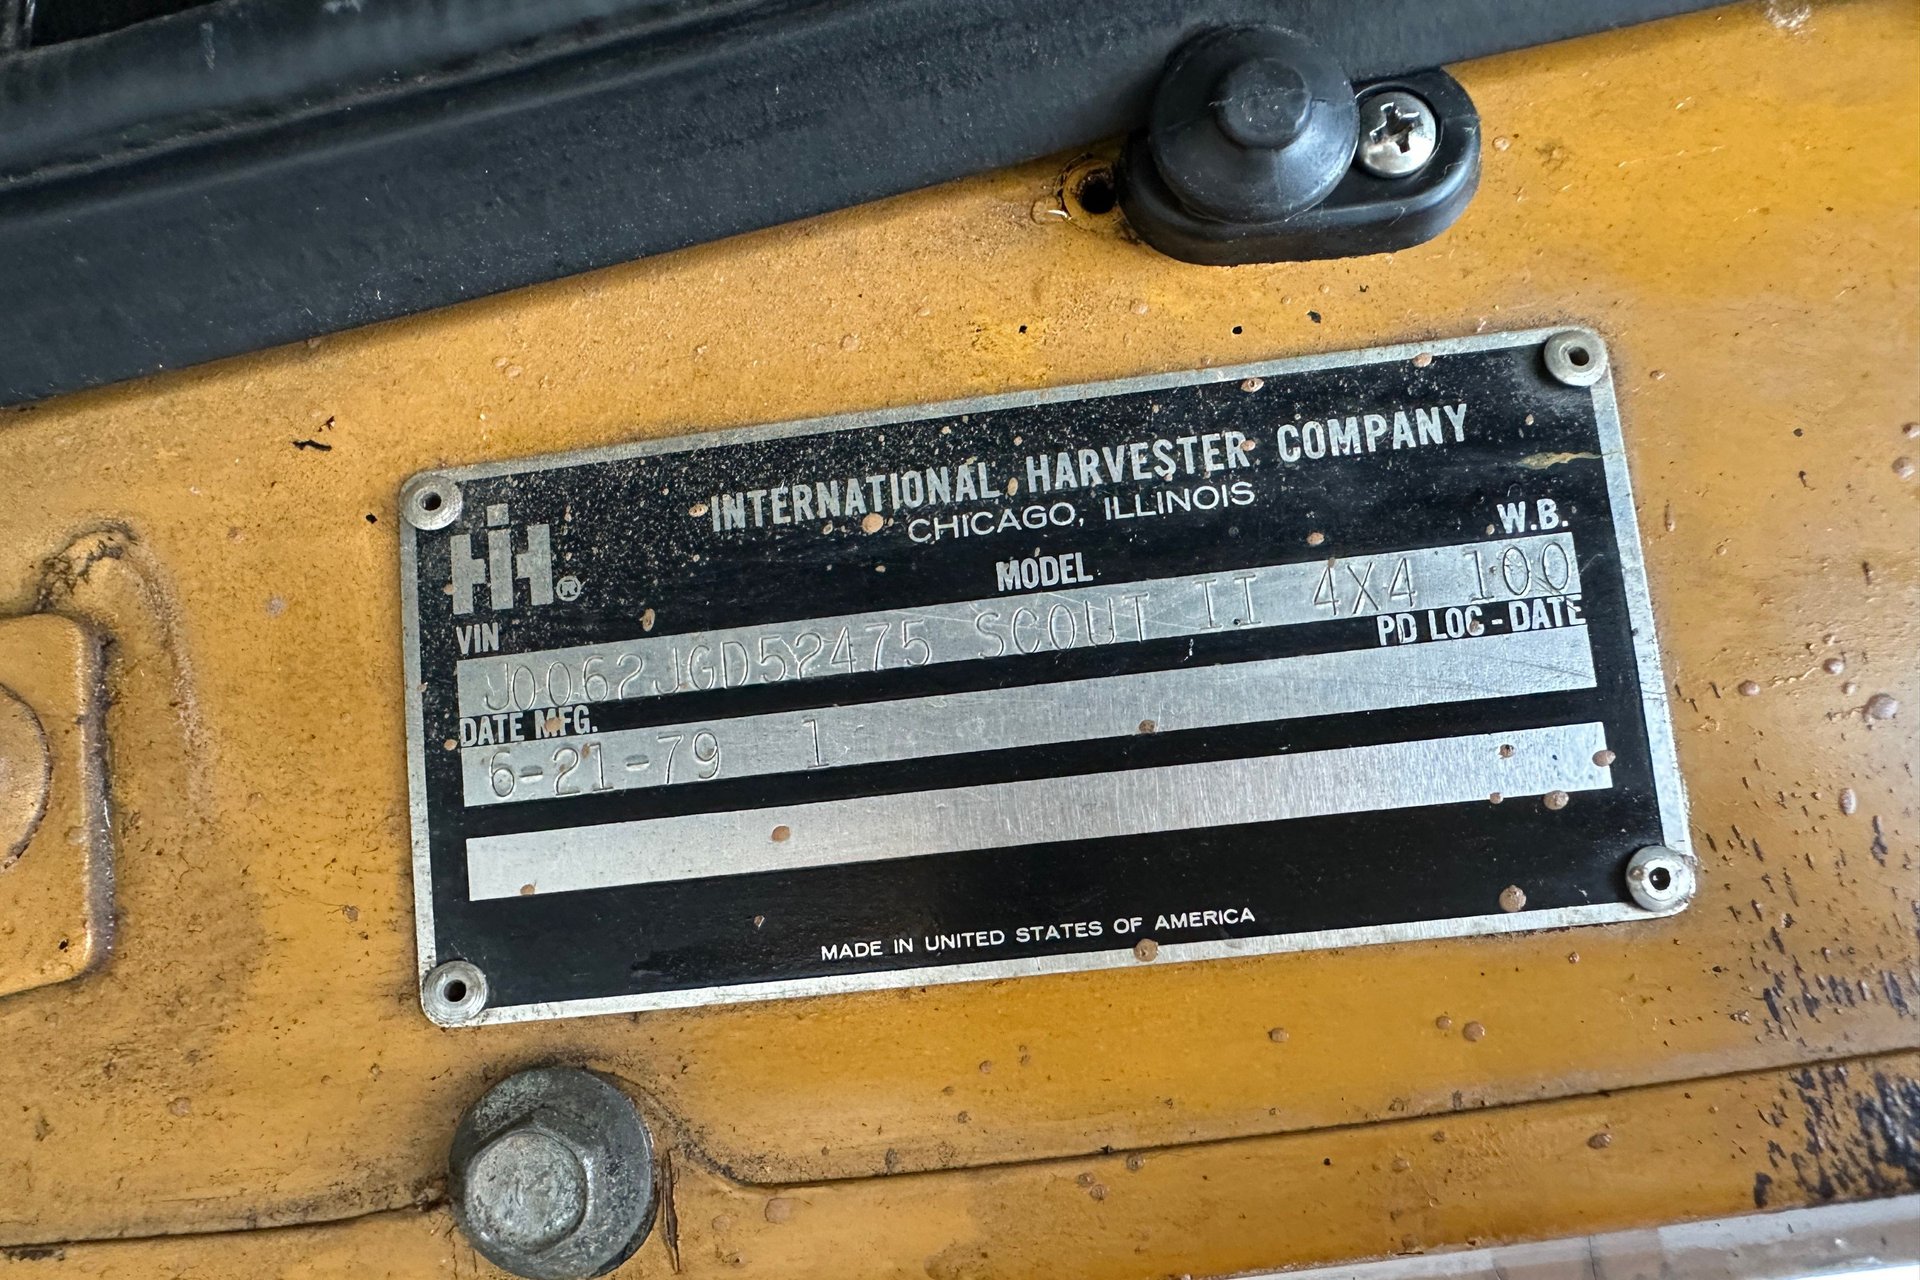 INTERNATIONAL HARVESTER COMPANY
CHICAGO, ILLINOIS
IH®
MODEL W.B.
VIN
J0062JGD52475 SCOUT II 4X4 100
DATE MFG. PD LOC - DATE
6-21-79 1
MADE IN UNITED STATES OF AMERICA